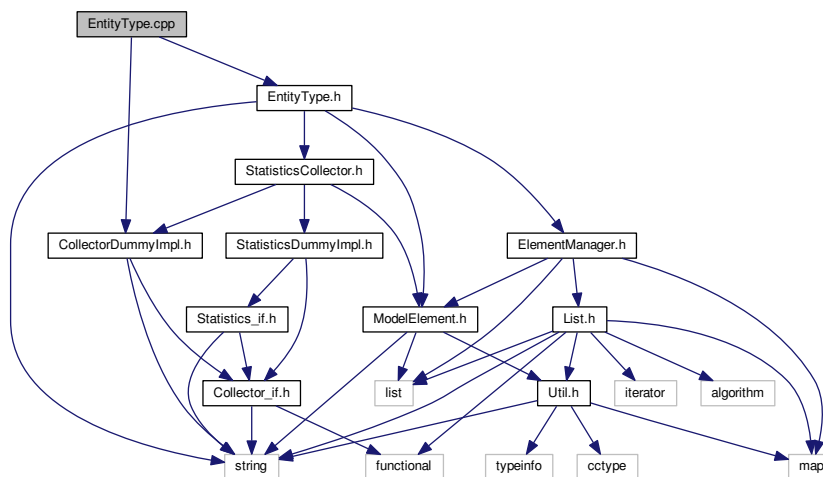 EntityType.cpp
EntityType.h
StatisticsCollector.h
CollectorDummyImpl.h
StatisticsDummyImpl.h
ElementManager.h
Statistics_if.h
ModelElement.h
List.h
Collector_if.h
list
Util.h
iterator
algorithm
string
functional
typeinfo
cctype
map